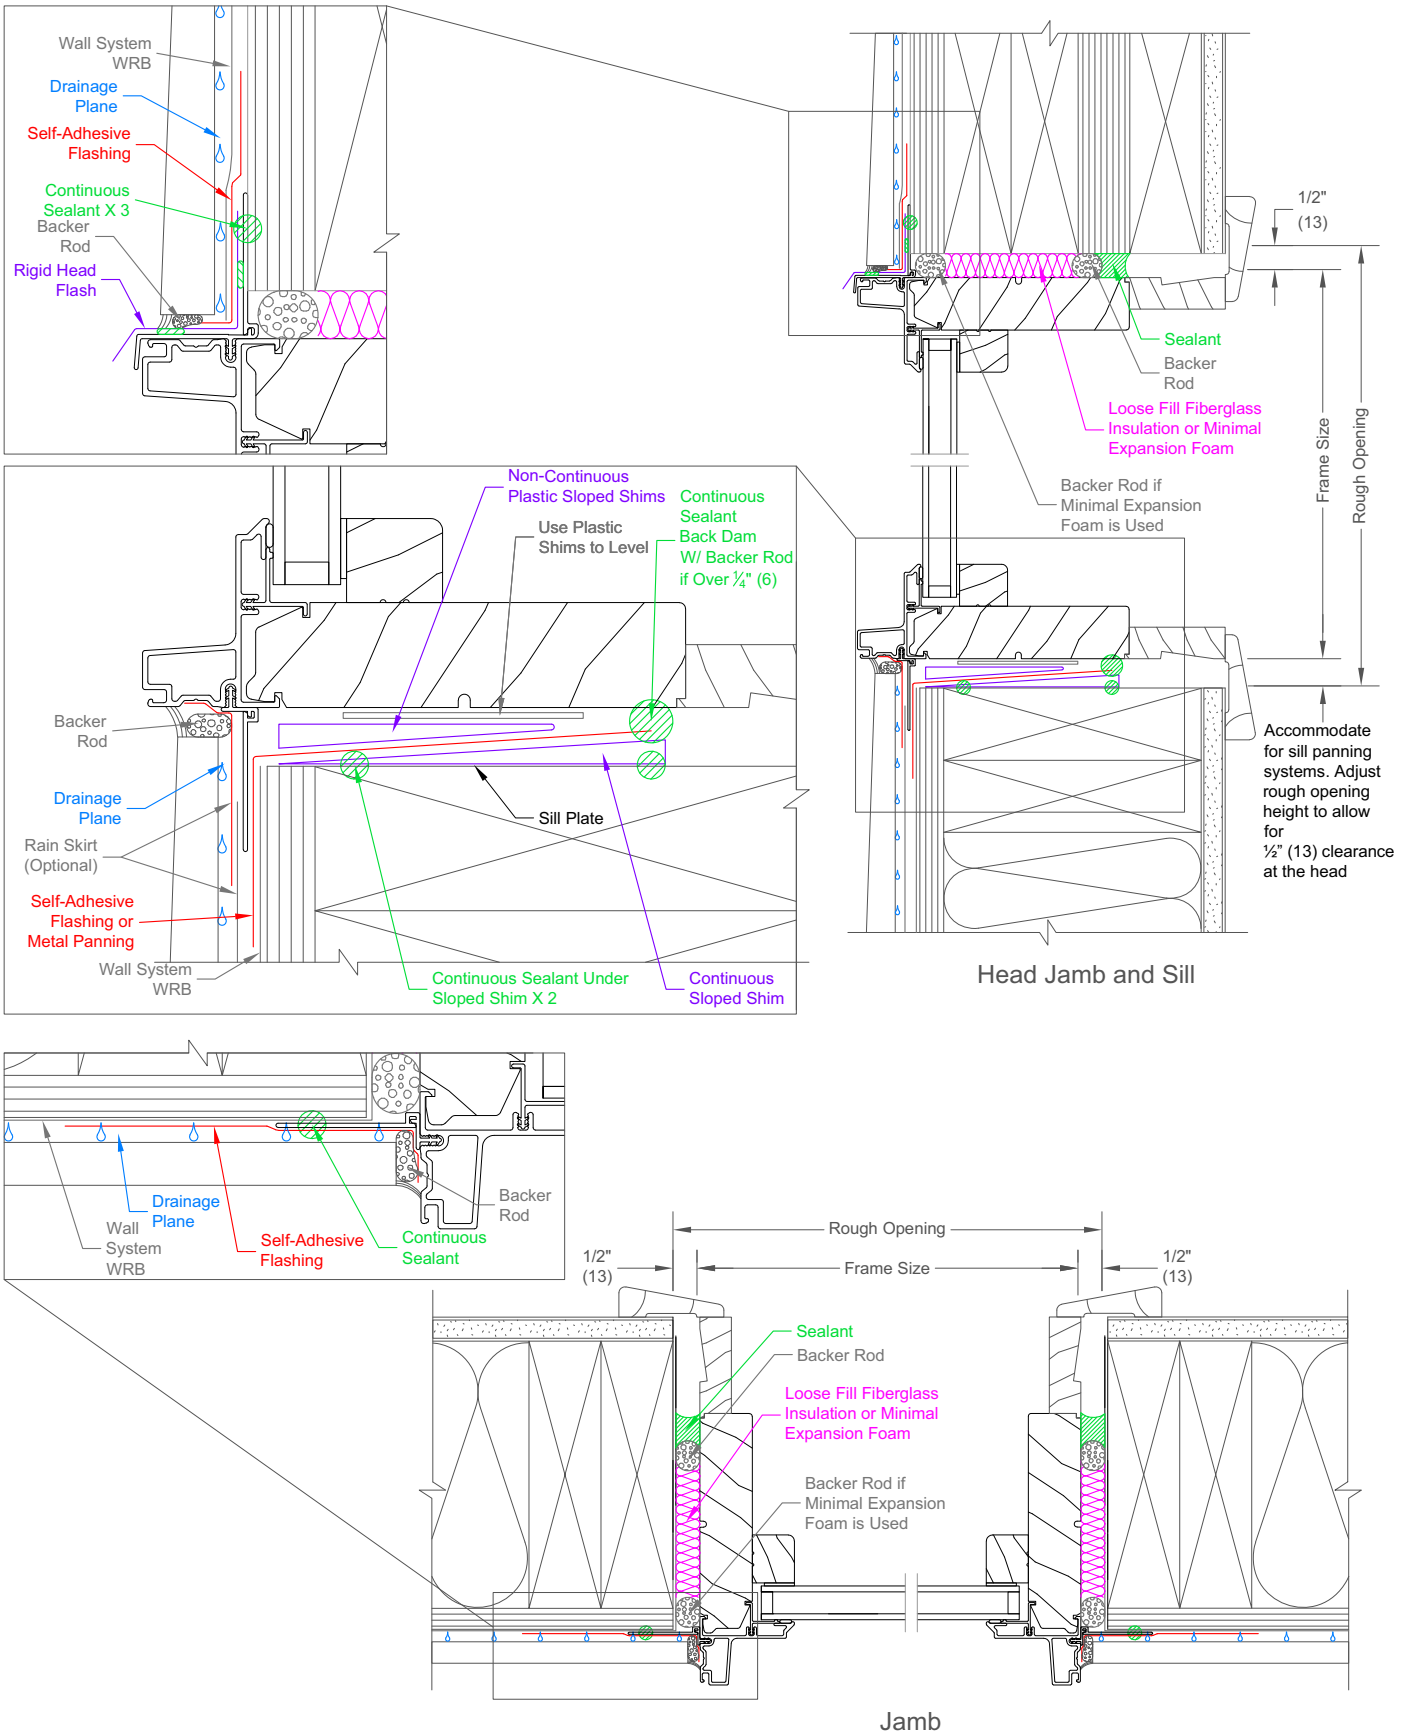 Wall System
WRB
Drainage
Plane
Self-Adhesive
Flashing
Continuous
Sealant X 3
Backer
Rod
Rigid Head
Flash
1/2"
(13)
Sealant
Backer
Rod
Loose Fill Fiberglass
Insulation or Minimal
Expansion Foam
Backer Rod if
Minimal Expansion
Foam is Used
Frame Size
Rough Opening
Non-Continuous
Plastic Sloped Shims
Use Plastic
Shims to Level
Continuous
Sealant
Back Dam
W/ Backer Rod
if Over ¼" (6)
Backer
Rod
Drainage
Plane
Rain Skirt
(Optional)
Self-Adhesive
Flashing or
Metal Panning
Wall System
WRB
Sill Plate
Continuous Sealant Under
Sloped Shim X 2
Continuous
Sloped Shim
Accommodate
for sill panning
systems. Adjust
rough opening
height to allow
for
½” (13) clearance
at the head
Head Jamb and Sill
Wall
System
WRB
Drainage
Plane
Self-Adhesive
Flashing
Continuous
Sealant
Backer
Rod
Rough Opening
1/2"
(13)
Frame Size
1/2"
(13)
Sealant
Backer Rod
Loose Fill Fiberglass
Insulation or Minimal
Expansion Foam
Backer Rod if
Minimal Expansion
Foam is Used
Jamb